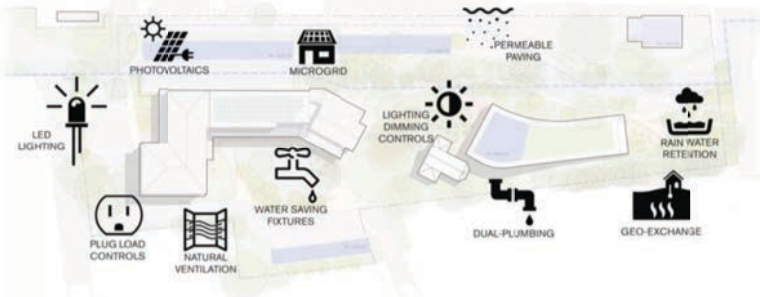 PERMEABLE
PAVING
PHOTOVOLTAICS
MICROGRID
LED
LIGHTING
LIGHTING
DIMMING
CONTROLS
RAIN WATER
RETENTION
WATER SAVING
FIXTURES
PLUG LOAD
CONTROLS
NATURAL
VENTILATION
DUAL-PLUMBING
GEO-EXCHANGE